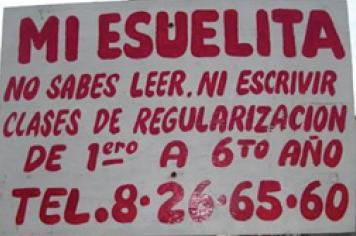 MI ESUELITA
NO SABES LEER. NI ESCRIVIR
CLASES DE REGULARIZACION
DE 1ero A 6TO AÑO
TEL. 8·26·65·60